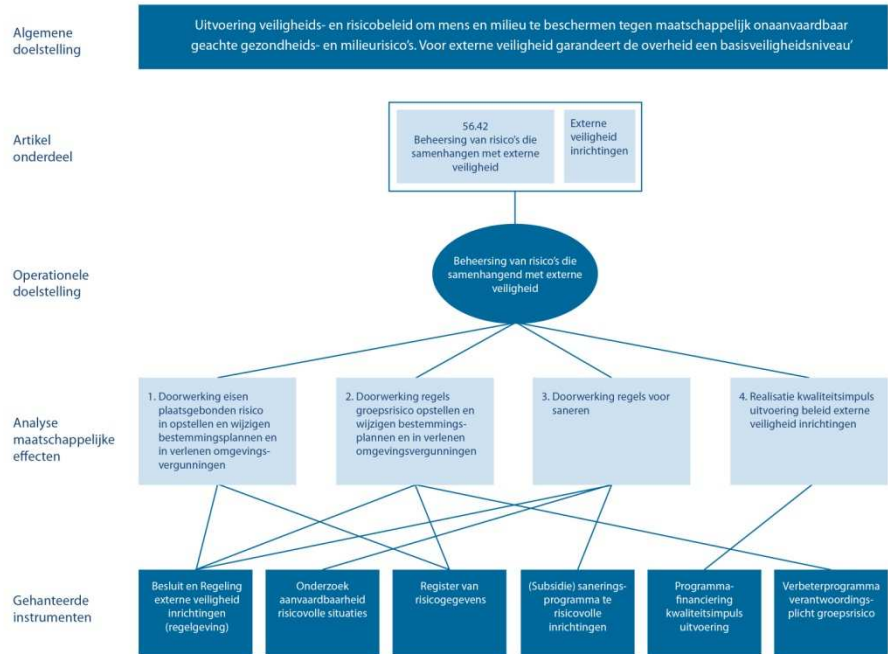 Algemene
doelstelling
Uitvoering veiligheids- en risicobeleid om mens en milieu te beschermen tegen maatschappelijk onaanvaardbaar
geachte gezondheids- en milieurisico's. Voor externe veiligheid garandeert de overheid een basisveiligheidsniveau'
Artikel
onderdeel
56.42
Beheersing van risico's die
samenhangen met externe
veiligheid
Externe
veiligheid
inrichtingen
Operationele
doelstelling
Beheersing van risico's die
samenhangend met externe
veiligheid
Analyse
maatschappelijke
effecten
1. Doorwerking eisen
plaatsgebonden risico
in opstellen en wijzigen
bestemmingsplannen en
in verlenen omgevings-
vergunningen
2. Doorwerking regels
groepsrisico opstellen en
wijzigen bestemmings-
plannen en in verlenen
omgevingsvergunningen
3. Doorwerking regels voor
saneren
4. Realisatie kwaliteitsimpuls
uitvoering beleid externe
veiligheid inrichtingen
Gehanteerde
instrumenten
Besluit en Regeling
externe veiligheid
inrichtingen
(regelgeving)
Onderzoek
aanvaardbaarheid
risicovolle situaties
Register van
risicogegevens
(Subsidie) sanerings-
programma te
risicovolle
inrichtingen
Programma-
financiering
kwaliteitsimpuls
uitvoering
Verbeterprogramma
verantwoordings-
plicht groepsrisico